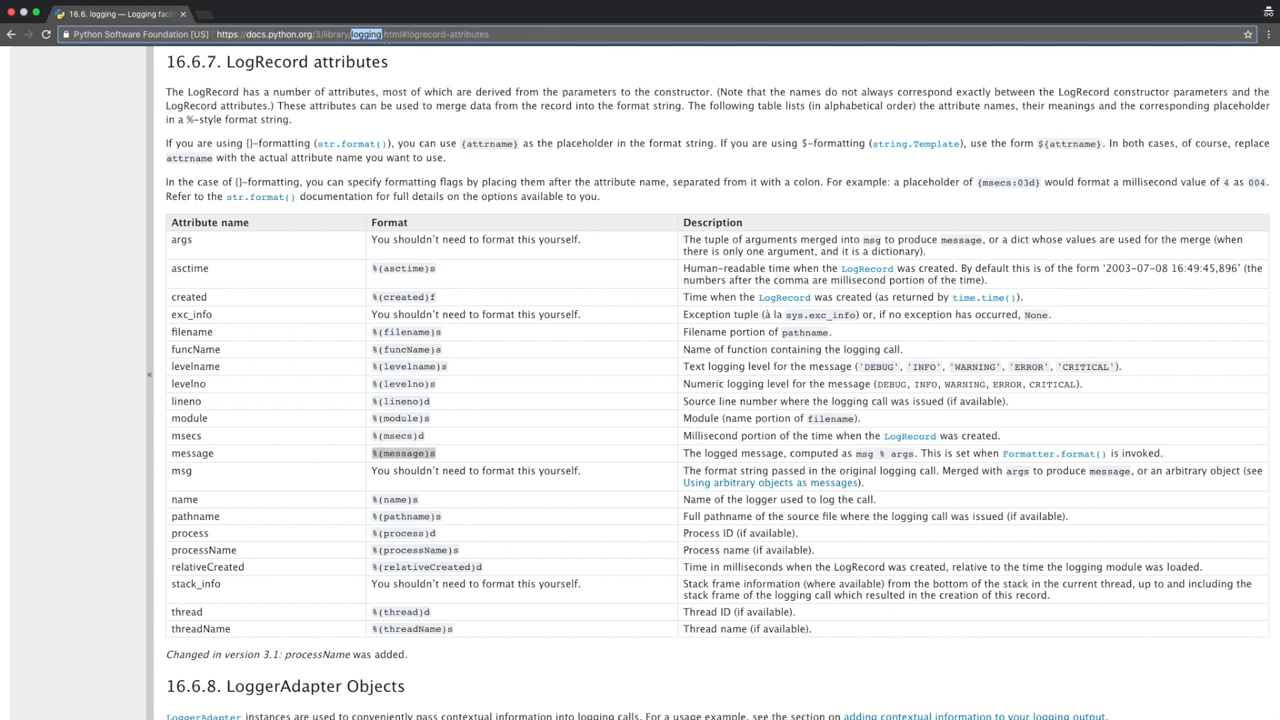 16.6. logging — Logging facil
Python Software Foundation [US] https://docs.python.org/3/library/logging.html#logrecord-attributes
16.6.7. LogRecord attributes
The LogRecord has a number of attributes, most of which are derived from the parameters to the constructor. (Note that the names do not always correspond exactly between the LogRecord constructor parameters and the
LogRecord attributes.) These attributes can be used to merge data from the record into the format string. The following table lists (in alphabetical order) the attribute names, their meanings and the corresponding placeholder
in a %-style format string.
If you are using {}-formatting (str.format()), you can use {attrname} as the placeholder in the format string. If you are using $-formatting (string.Template), use the form ${attrname}. In both cases, of course, replace
attrname with the actual attribute name you want to use.
In the case of {}-formatting, you can specify formatting flags by placing them after the attribute name, separated from it with a colon. For example: a placeholder of {msecs:03d} would format a millisecond value of 4 as 004.
Refer to the str.format() documentation for full details on the options available to you.
Attribute name Format Description
args You shouldn't need to format this yourself. The tuple of arguments merged into msg to produce message, or a dict whose values are used for the merge (when
there is only one argument, and it is a dictionary).
asctime %(asctime)s Human-readable time when the LogRecord was created. By default this is of the form '2003-07-08 16:49:45,896' (the
numbers after the comma are millisecond portion of the time).
created %(created)f Time when the LogRecord was created (as returned by time.time()).
exc_info You shouldn't need to format this yourself. Exception tuple (à la sys.exc_info) or, if no exception has occurred, None.
filename %(filename)s Filename portion of pathname.
funcName %(funcName)s Name of function containing the logging call.
levelname %(levelname)s Text logging level for the message ('DEBUG', 'INFO', 'WARNING', 'ERROR', 'CRITICAL').
levelno %(levelno)s Numeric logging level for the message (DEBUG, INFO, WARNING, ERROR, CRITICAL).
lineno %(lineno)d Source line number where the logging call was issued (if available).
module %(module)s Module (name portion of filename).
msecs %(msecs)d Millisecond portion of the time when the LogRecord was created.
message %(message)s The logged message, computed as msg % args. This is set when Formatter.format() is invoked.
msg You shouldn't need to format this yourself. The format string passed in the original logging call. Merged with args to produce message, or an arbitrary object (see
Using arbitrary objects as messages).
name %(name)s Name of the logger used to log the call.
pathname %(pathname)s Full pathname of the source file where the logging call was issued (if available).
process %(process)d Process ID (if available).
processName %(processName)s Process name (if available).
relativeCreated %(relativeCreated)d Time in milliseconds when the LogRecord was created, relative to the time the logging module was loaded.
stack_info You shouldn't need to format this yourself. Stack frame information (where available) from the bottom of the stack in the current thread, up to and including the
stack frame of the logging call which resulted in the creation of this record.
thread %(thread)d Thread ID (if available).
threadName %(threadName)s Thread name (if available).
Changed in version 3.1: processName was added.
16.6.8. LoggerAdapter Objects
LoggerAdapter instances are used to conveniently pass contextual information into logging calls. For a usage example, see the section on adding contextual information to your logging output.